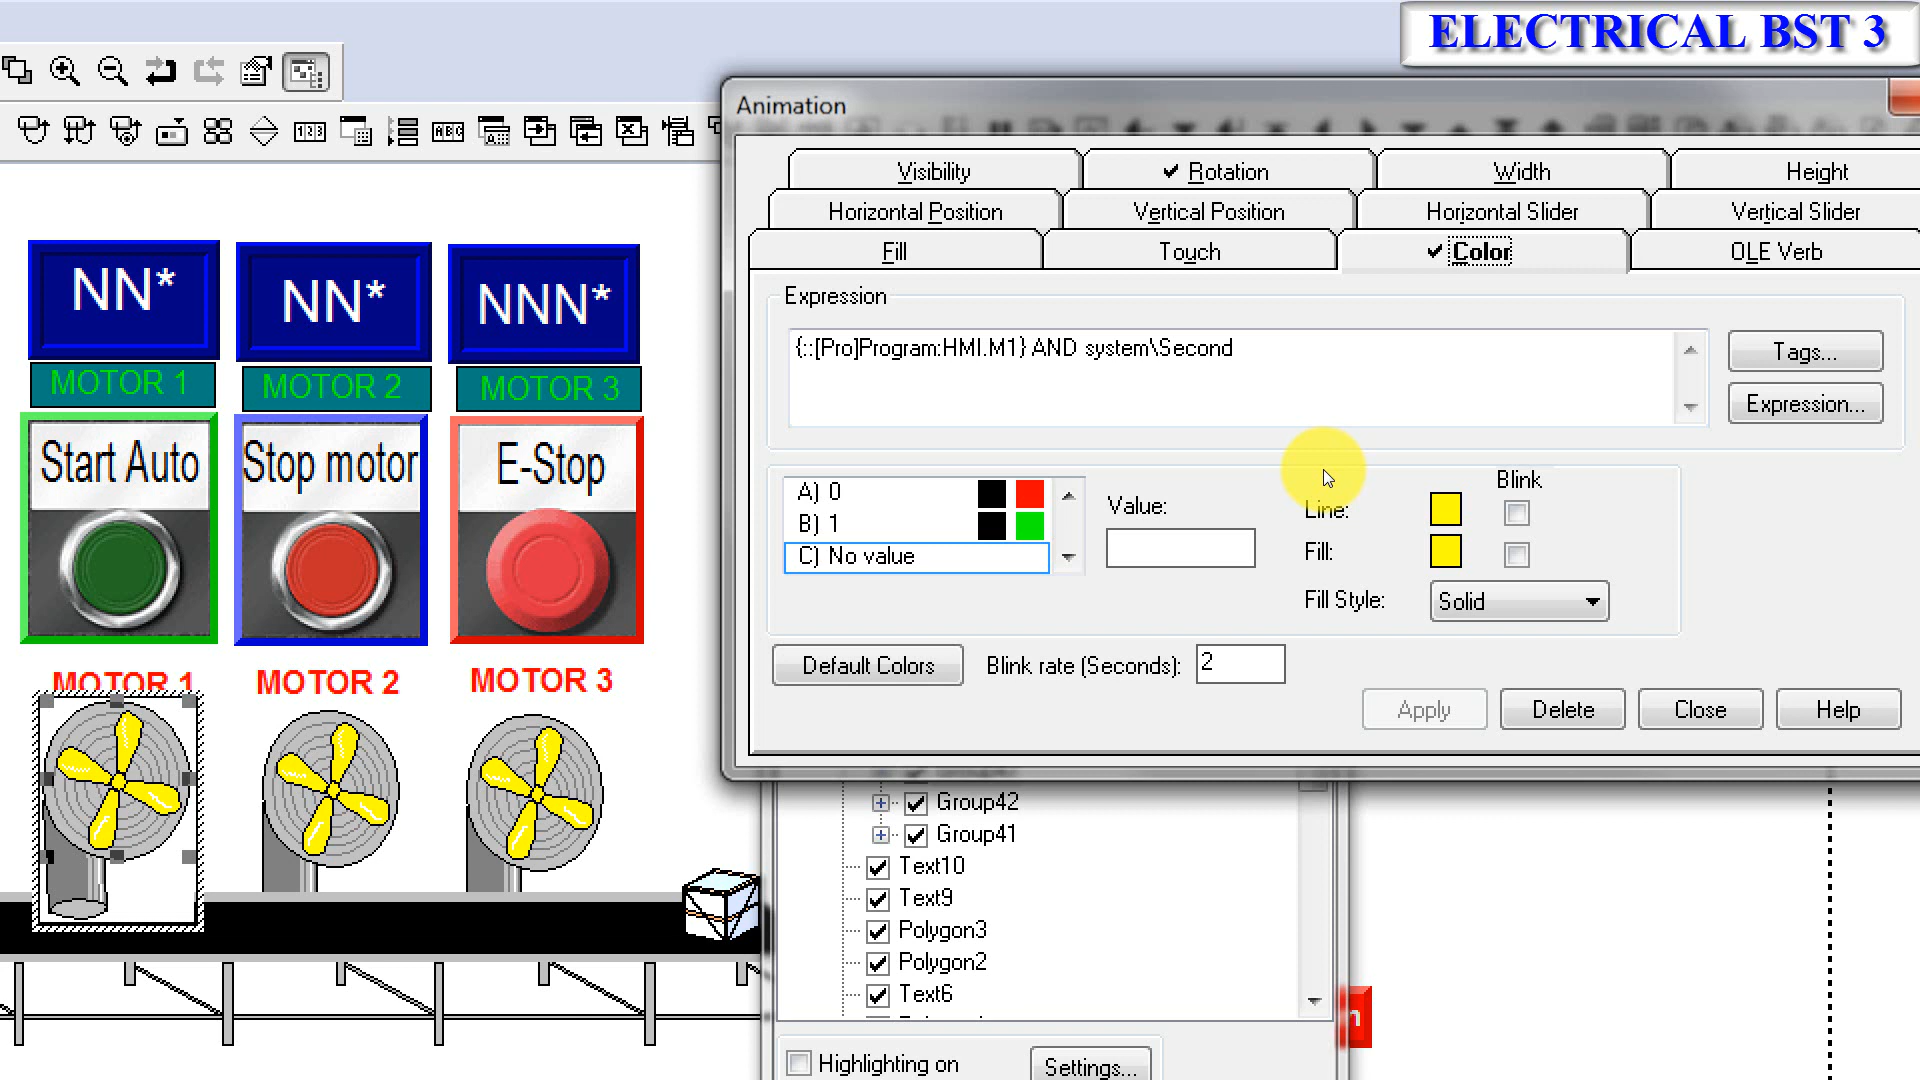 ELECTRICAL BST 3
Animation
Visibility
Rotation
Width
Height
Horizontal Position
Vertical Position
Horizontal Slider
Vertical Slider
Fill
Touch
Color
OLE Verb
Expression
{::[Pro]Program:HMI.M1} AND system\Second
Tags...
Expression...
A) 0
B) 1
C) No value
Value:
Blink
Line:
Fill:
Fill Style:
Solid
Default Colors
Blink rate (Seconds):
2
Apply
Delete
Close
Help
123
ABC
NN*
NN*
NNN*
MOTOR 1
MOTOR 2
MOTOR 3
Start Auto
Stop motor
E-Stop
MOTOR 1
MOTOR 2
MOTOR 3
Group42
Group41
Text10
Text9
Polygon3
Polygon2
Text6
Highlighting on
Settings...